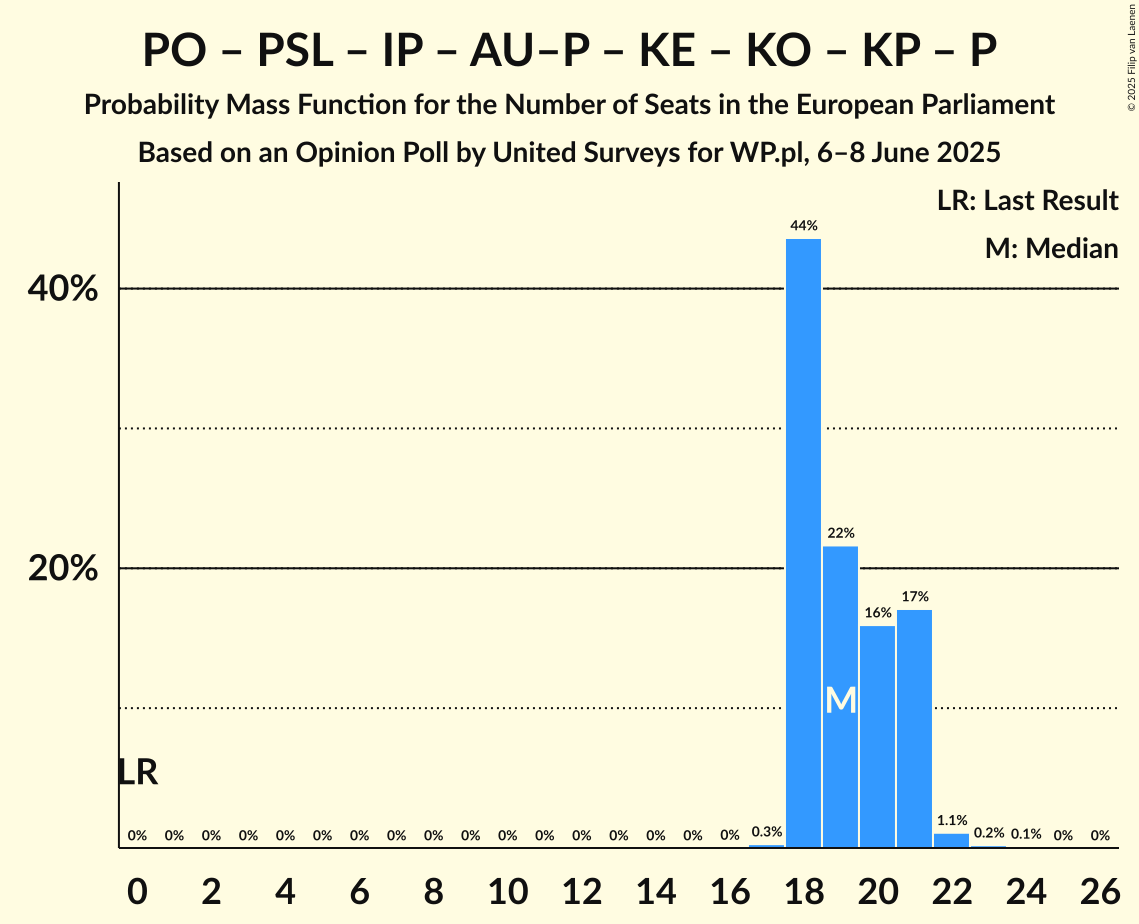 PO – PSL – IP – AU–P – KE – KO – KP – P
Probability Mass Function for the Number of Seats in the European Parliament
Based on an Opinion Poll by United Surveys for WP.pl, 6–8 June 2025
© 2025 Filip van Laenen
LR: Last Result
M: Median
40%
20%
44%
22%
16%
17%
M
LR
0% 0% 0% 0% 0% 0% 0% 0% 0% 0% 0% 0% 0% 0% 0% 0% 0% 0.3% 1.1% 0.2% 0.1% 0% 0%
0 2 4 6 8 10 12 14 16 18 20 22 24 26